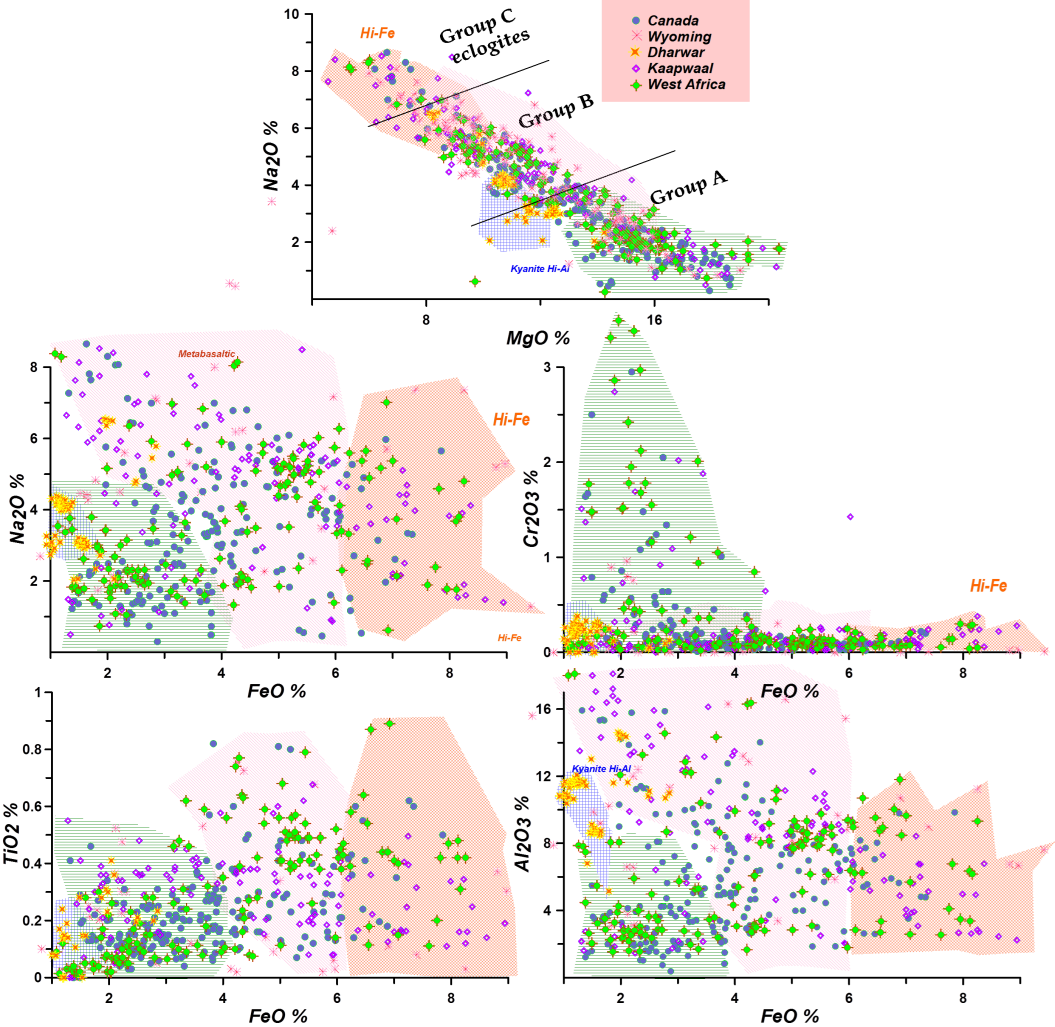 10
8
6
4
2
Na2O %
Hi-Fe
Group C
eclogites
Group B
Group A
Kyanite Hi-Al
8
16
MgO %
Canada
Wyoming
Dharwar
Kaapwaal
West Africa
8
6
4
2
Na2O %
Metabasaltic
Hi-Fe
Hi-Fe
2
4
6
8
FeO %
3
2
1
0
Cr2O3 %
Hi-Fe
2
4
6
8
FeO %
1
0.8
0.6
0.4
0.2
0
TiO2 %
2
4
6
8
FeO %
16
12
8
4
Al2O3 %
Kyanite Hi-Al
2
4
6
8
FeO %